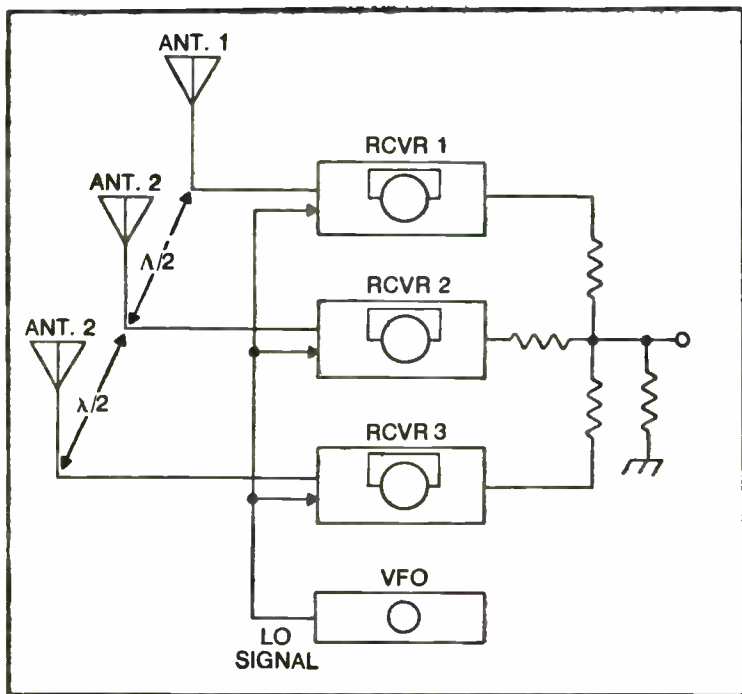 ANT. 1
RCVR 1
ANT. 2
Λ/2
RCVR 2
ANT. 2
λ/2
RCVR 3
VFO
LO
SIGNAL